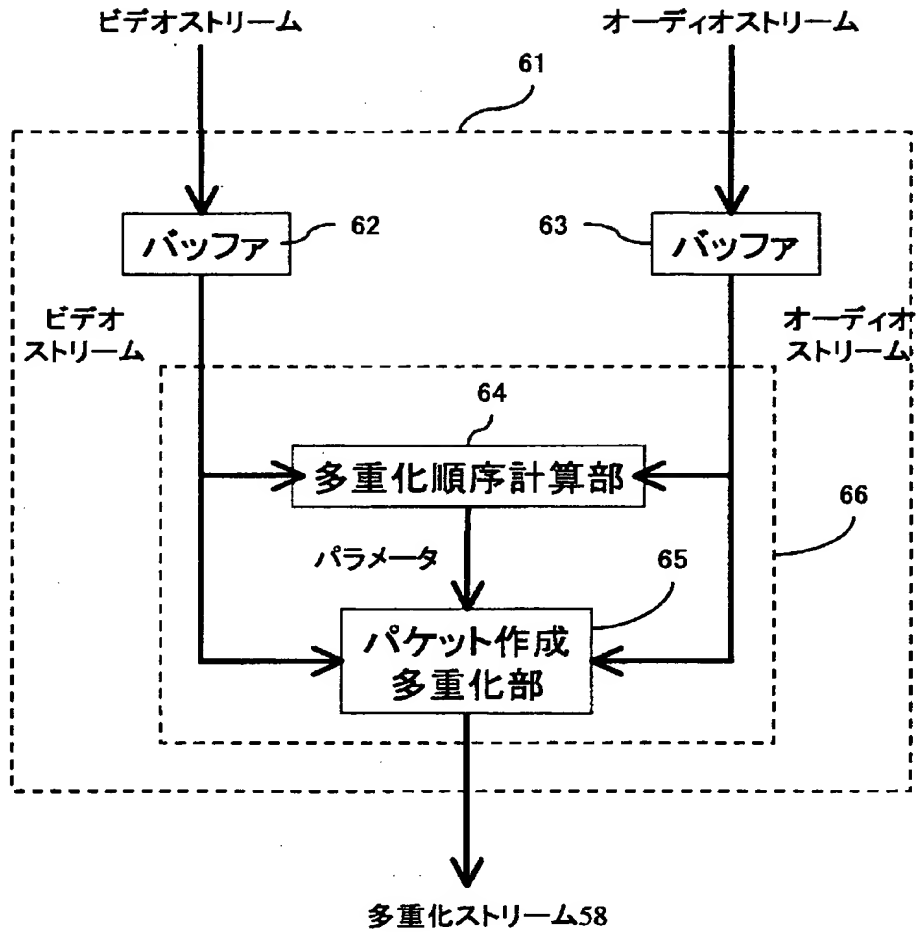 ビデオストリーム
オーディオストリーム
61
バッファ
62
63
バッファ
ビデオ
ストリーム
オーディオ
ストリーム
64
多重化順序計算部
66
パラメータ
65
パケット作成
多重化部
多重化ストリーム58